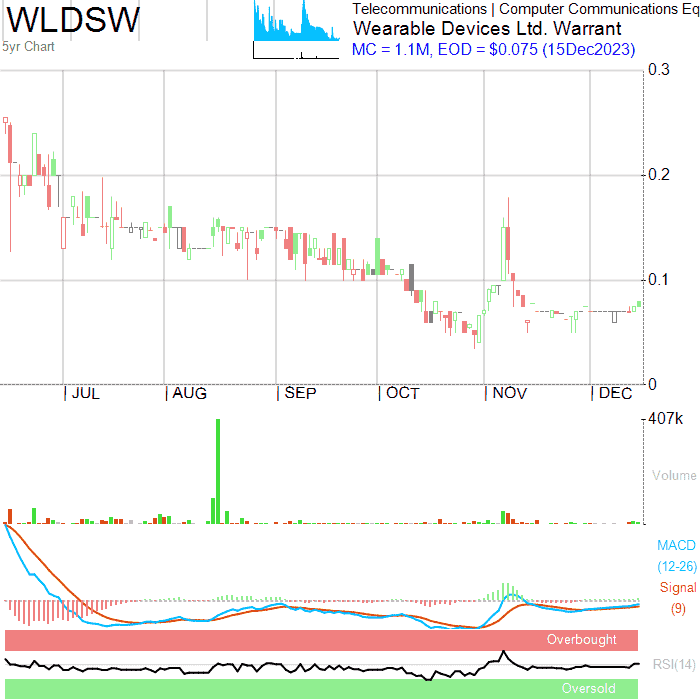 WLDSW
5yr Chart
Telecommunications | Computer Communications Eq
Wearable Devices Ltd. Warrant
MC = 1.1M, EOD = $0.075 (15Dec2023)
0.3
0.2
0.1
0
JUL
AUG
SEP
OCT
NOV
DEC
407k
Volume
MACD
(12-26)
Signal
(9)
Overbought
RSI(14)
Oversold